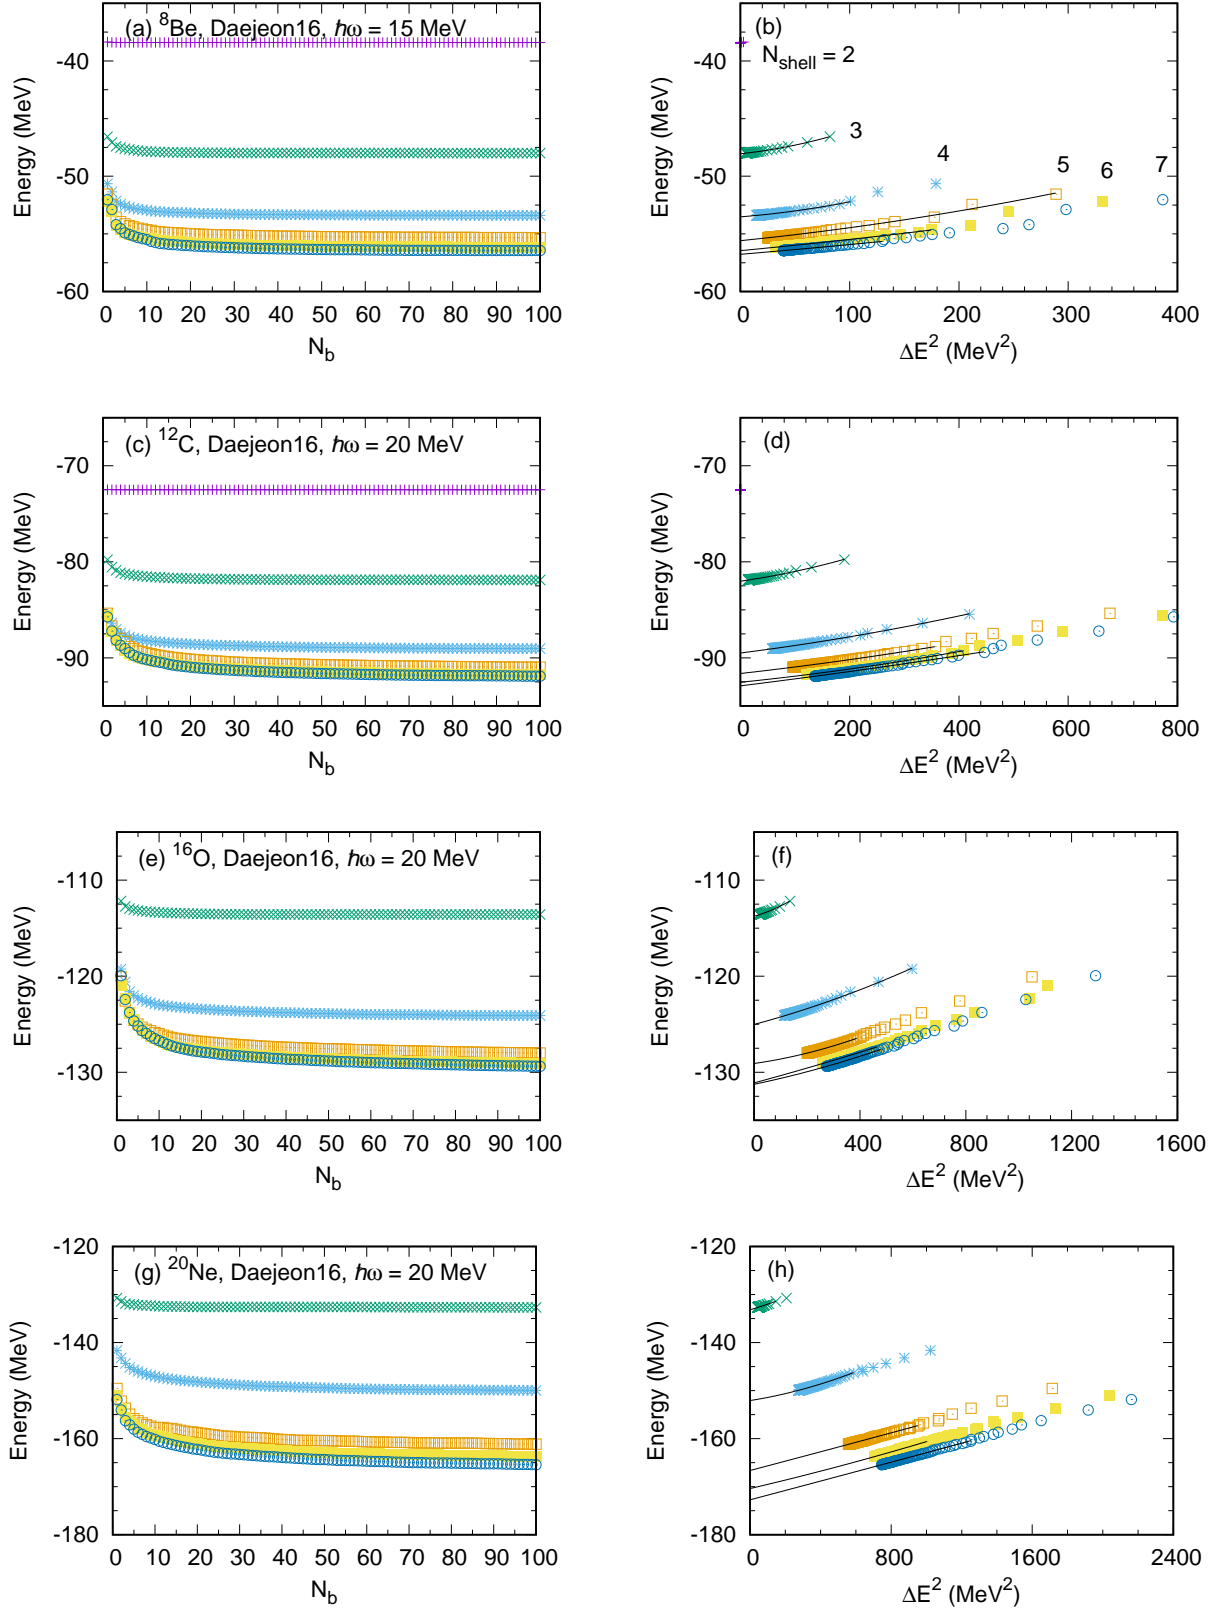 (a) ⁸Be, Daejeon16, ℏω = 15 MeV
Energy (MeV)
-40
-50
-60
0 10 20 30 40 50 60 70 80 90 100
N_b
(b)
N_shell = 2
3
4
5
6
7
Energy (MeV)
-40
-50
-60
0 100 200 300 400
ΔE² (MeV²)
(c) ¹²C, Daejeon16, ℏω = 20 MeV
Energy (MeV)
-70
-80
-90
0 10 20 30 40 50 60 70 80 90 100
N_b
(d)
Energy (MeV)
-70
-80
-90
0 200 400 600 800
ΔE² (MeV²)
(e) ¹⁶O, Daejeon16, ℏω = 20 MeV
Energy (MeV)
-110
-120
-130
0 10 20 30 40 50 60 70 80 90 100
N_b
(f)
Energy (MeV)
-110
-120
-130
0 400 800 1200 1600
ΔE² (MeV²)
(g) ²⁰Ne, Daejeon16, ℏω = 20 MeV
Energy (MeV)
-120
-140
-160
-180
0 10 20 30 40 50 60 70 80 90 100
N_b
(h)
Energy (MeV)
-120
-140
-160
-180
0 800 1600 2400
ΔE² (MeV²)